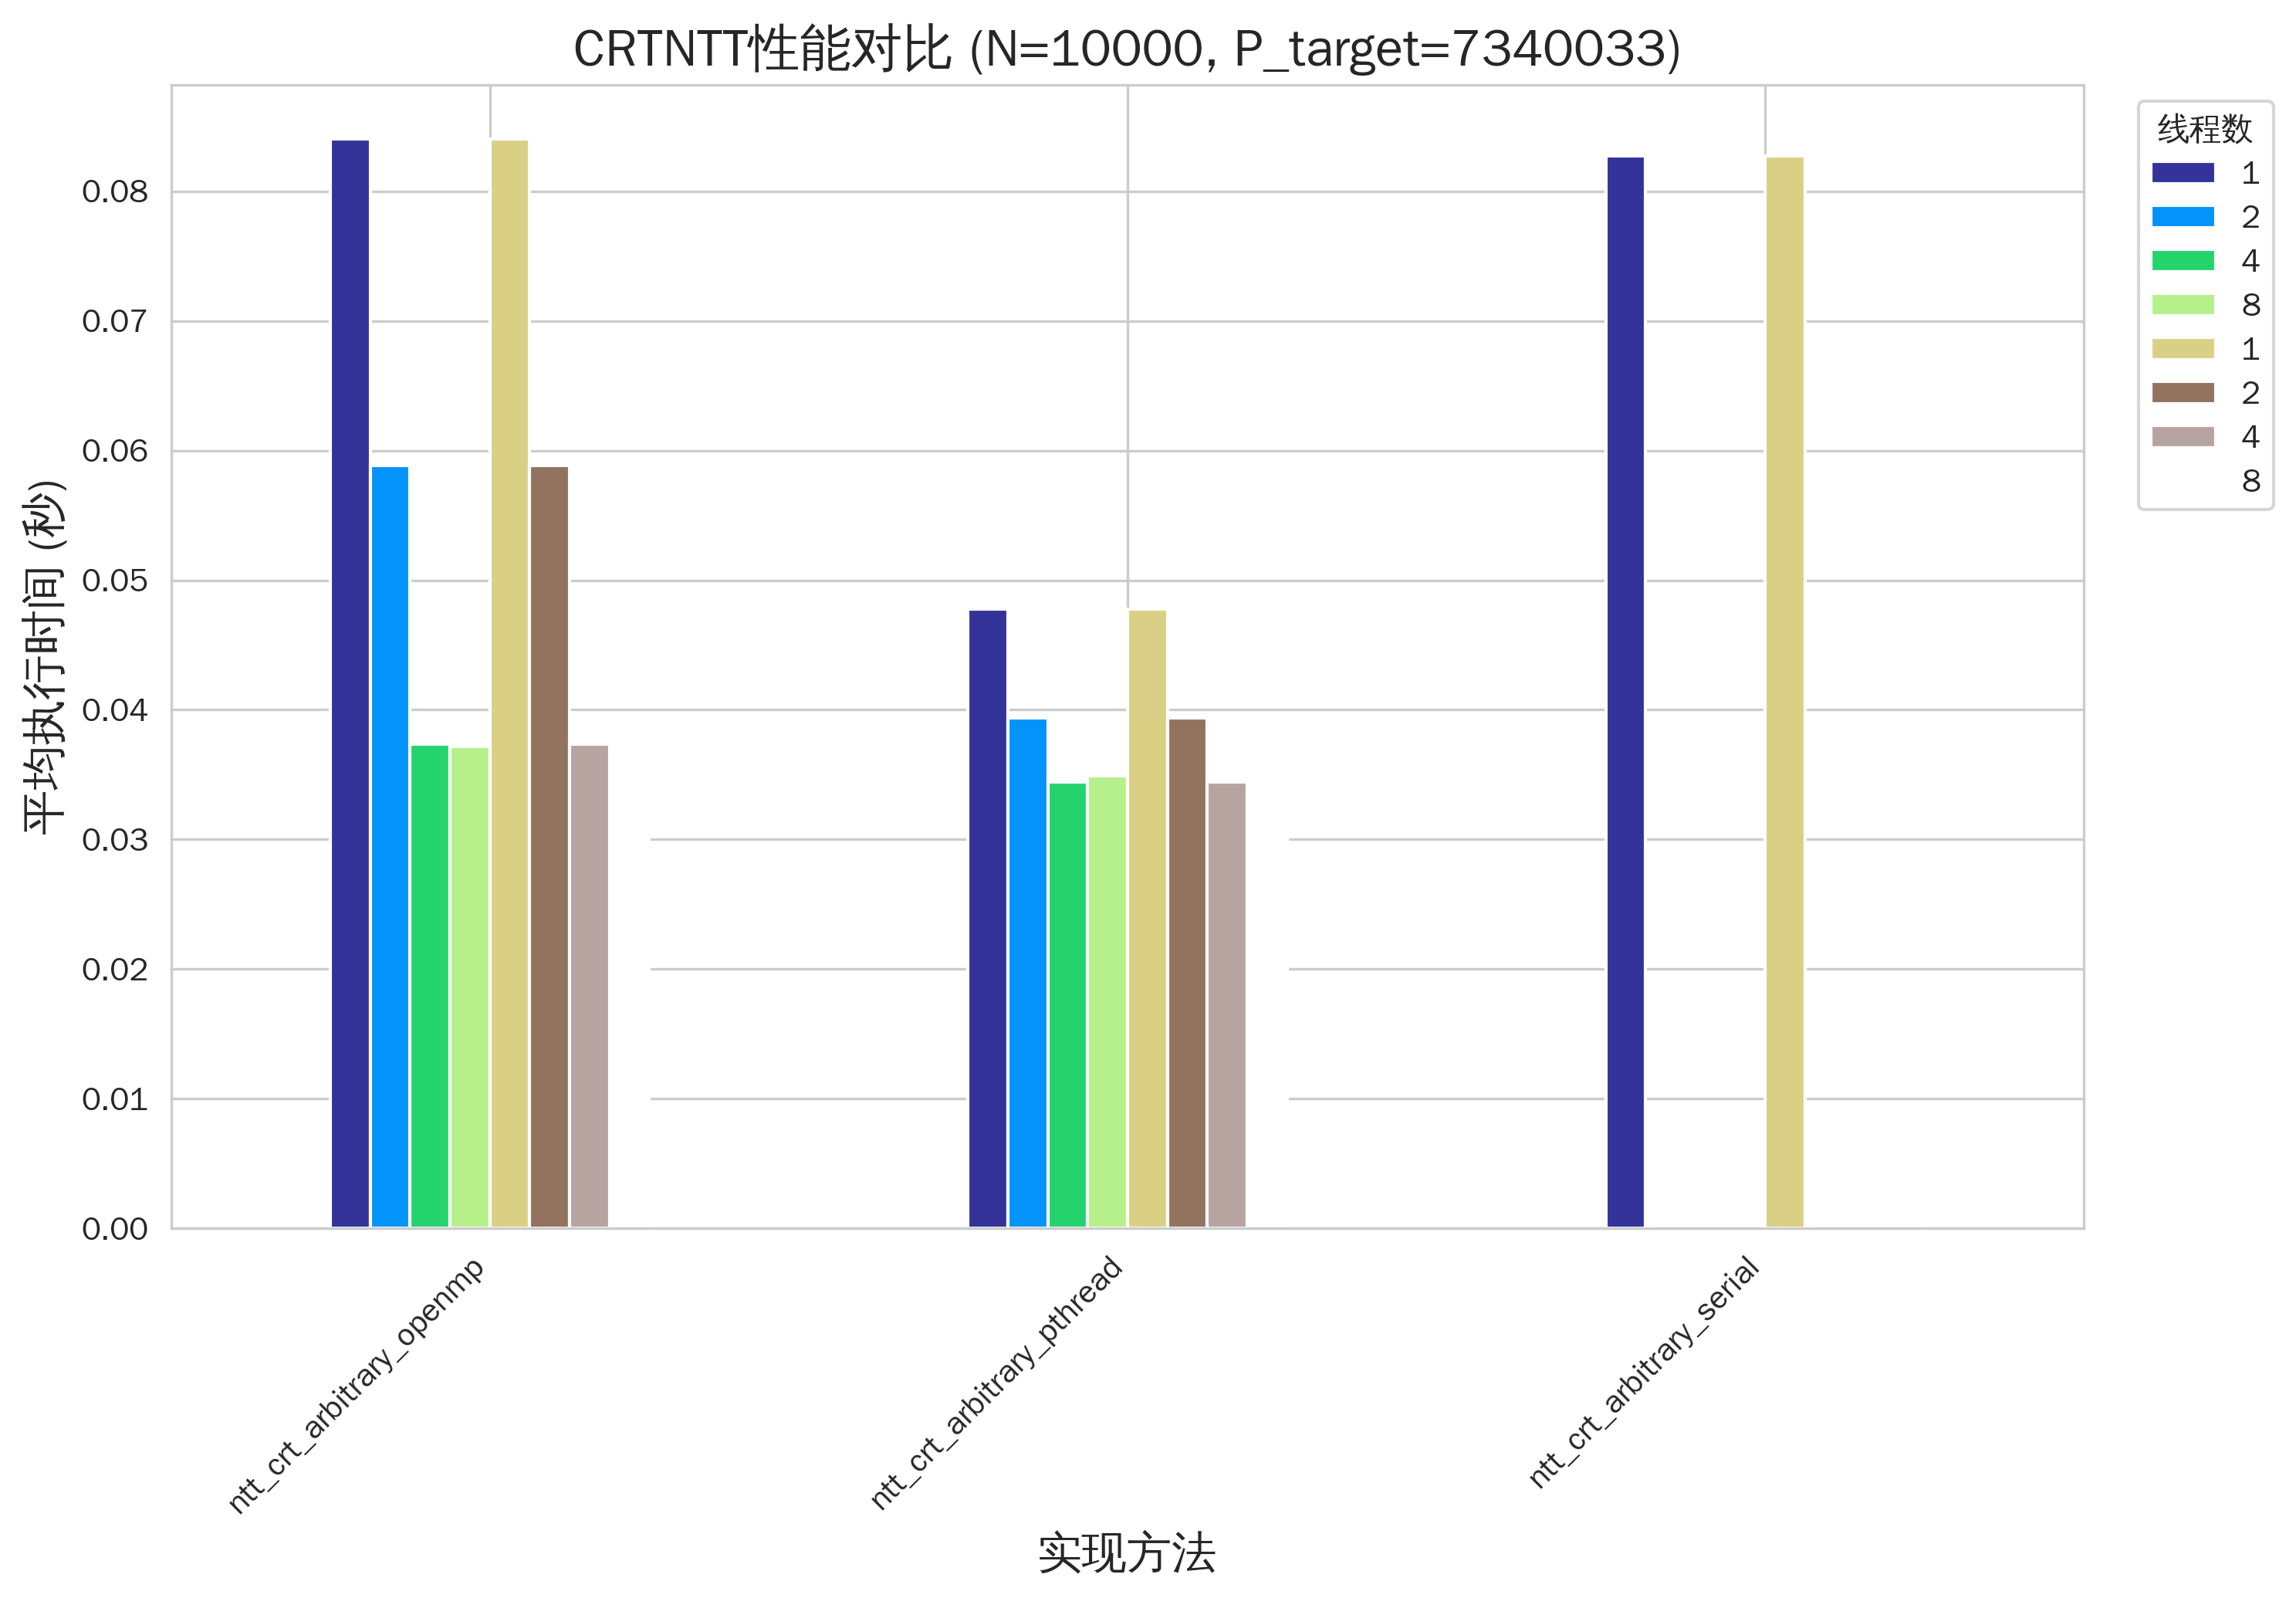 CRTNTT性能对比 (N=10000, P_target=7340033)
平均执行时间 (秒)
0.08
0.07
0.06
0.05
0.04
0.03
0.02
0.01
0.00
ntt_crt_arbitrary_openmp
ntt_crt_arbitrary_pthread
ntt_crt_arbitrary_serial
实现方法
线程数
1
2
4
8
1
2
4
8